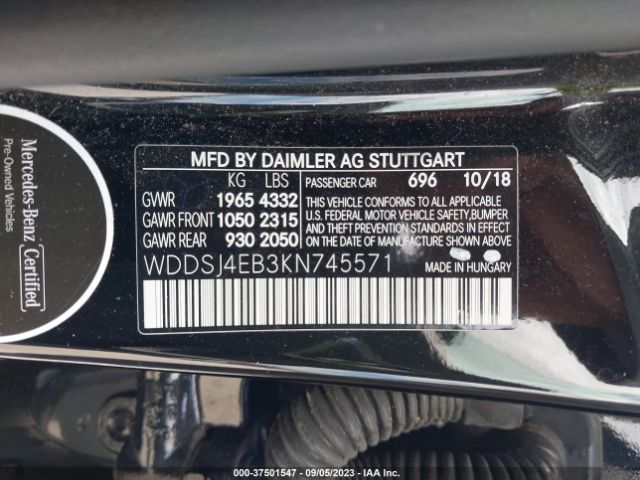 Mercedes-Benz Certified
Pre-Owned Vehicles
MFD BY DAIMLER AG STUTTGART
KG LBS
GVWR 1965 4332
GAWR FRONT 1050 2315
GAWR REAR 930 2050
PASSENGER CAR 696 10/18
THIS VEHICLE CONFORMS TO ALL APPLICABLE
U.S. FEDERAL MOTOR VEHICLE SAFETY, BUMPER
AND THEFT PREVENTION STANDARDS IN EFFECT
ON THE DATE OF MANUFACTURE SHOWN ABOVE.
WDDSJ4EB3KN745571
MADE IN HUNGARY
000-37501547 — 09/05/2023 — IAA Inc.